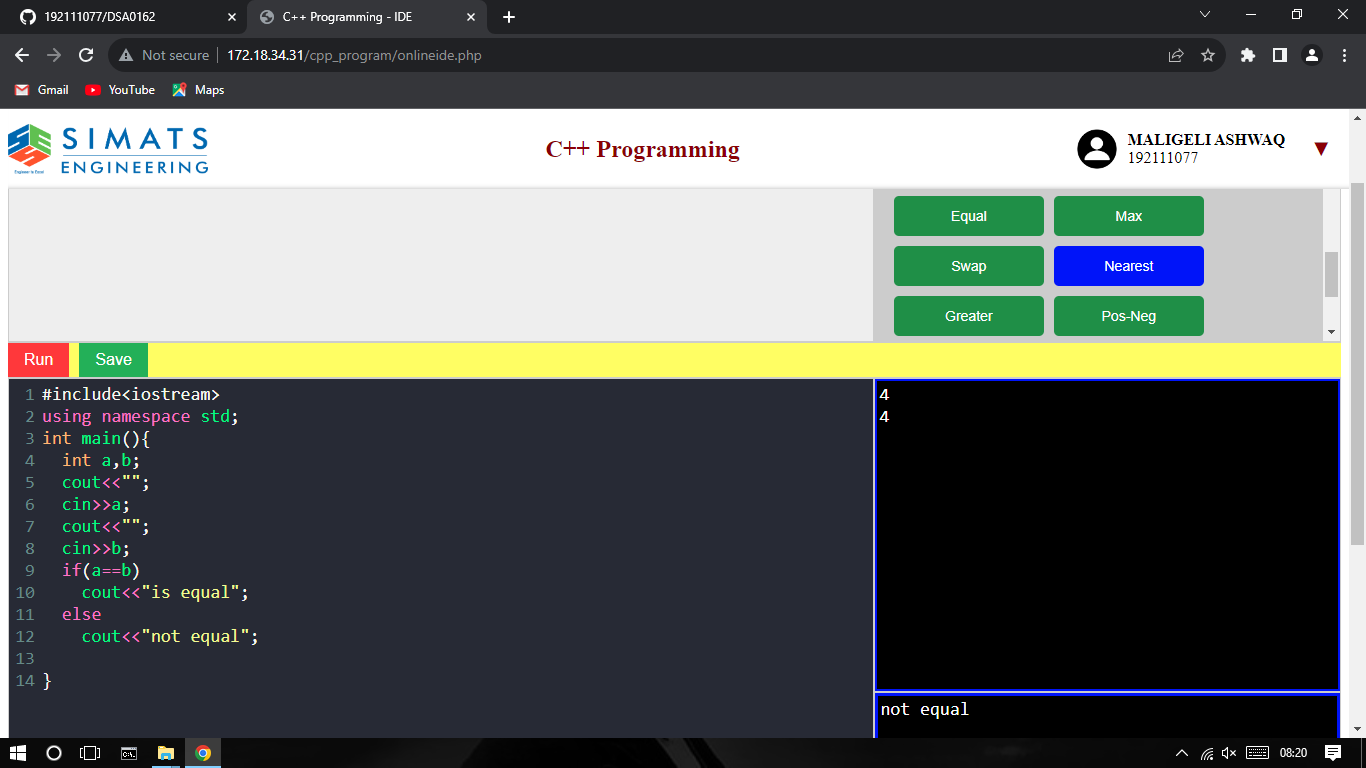 192111077/DSA0162
C++ Programming - IDE
Not secure
172.18.34.31/cpp_program/onlineide.php
Gmail
YouTube
Maps
SIMATS
ENGINEERING
Engineer to Excel
C++ Programming
MALIGELI ASHWAQ
192111077
Equal
Max
Swap
Nearest
Greater
Pos-Neg
Run
Save
1 #include<iostream>
2 using namespace std;
3 int main(){
4 int a,b;
5 cout<<"";
6 cin>>a;
7 cout<<"";
8 cin>>b;
9 if(a==b)
10 cout<<"is equal";
11 else
12 cout<<"not equal";
13
14 }
4
4
not equal
08:20